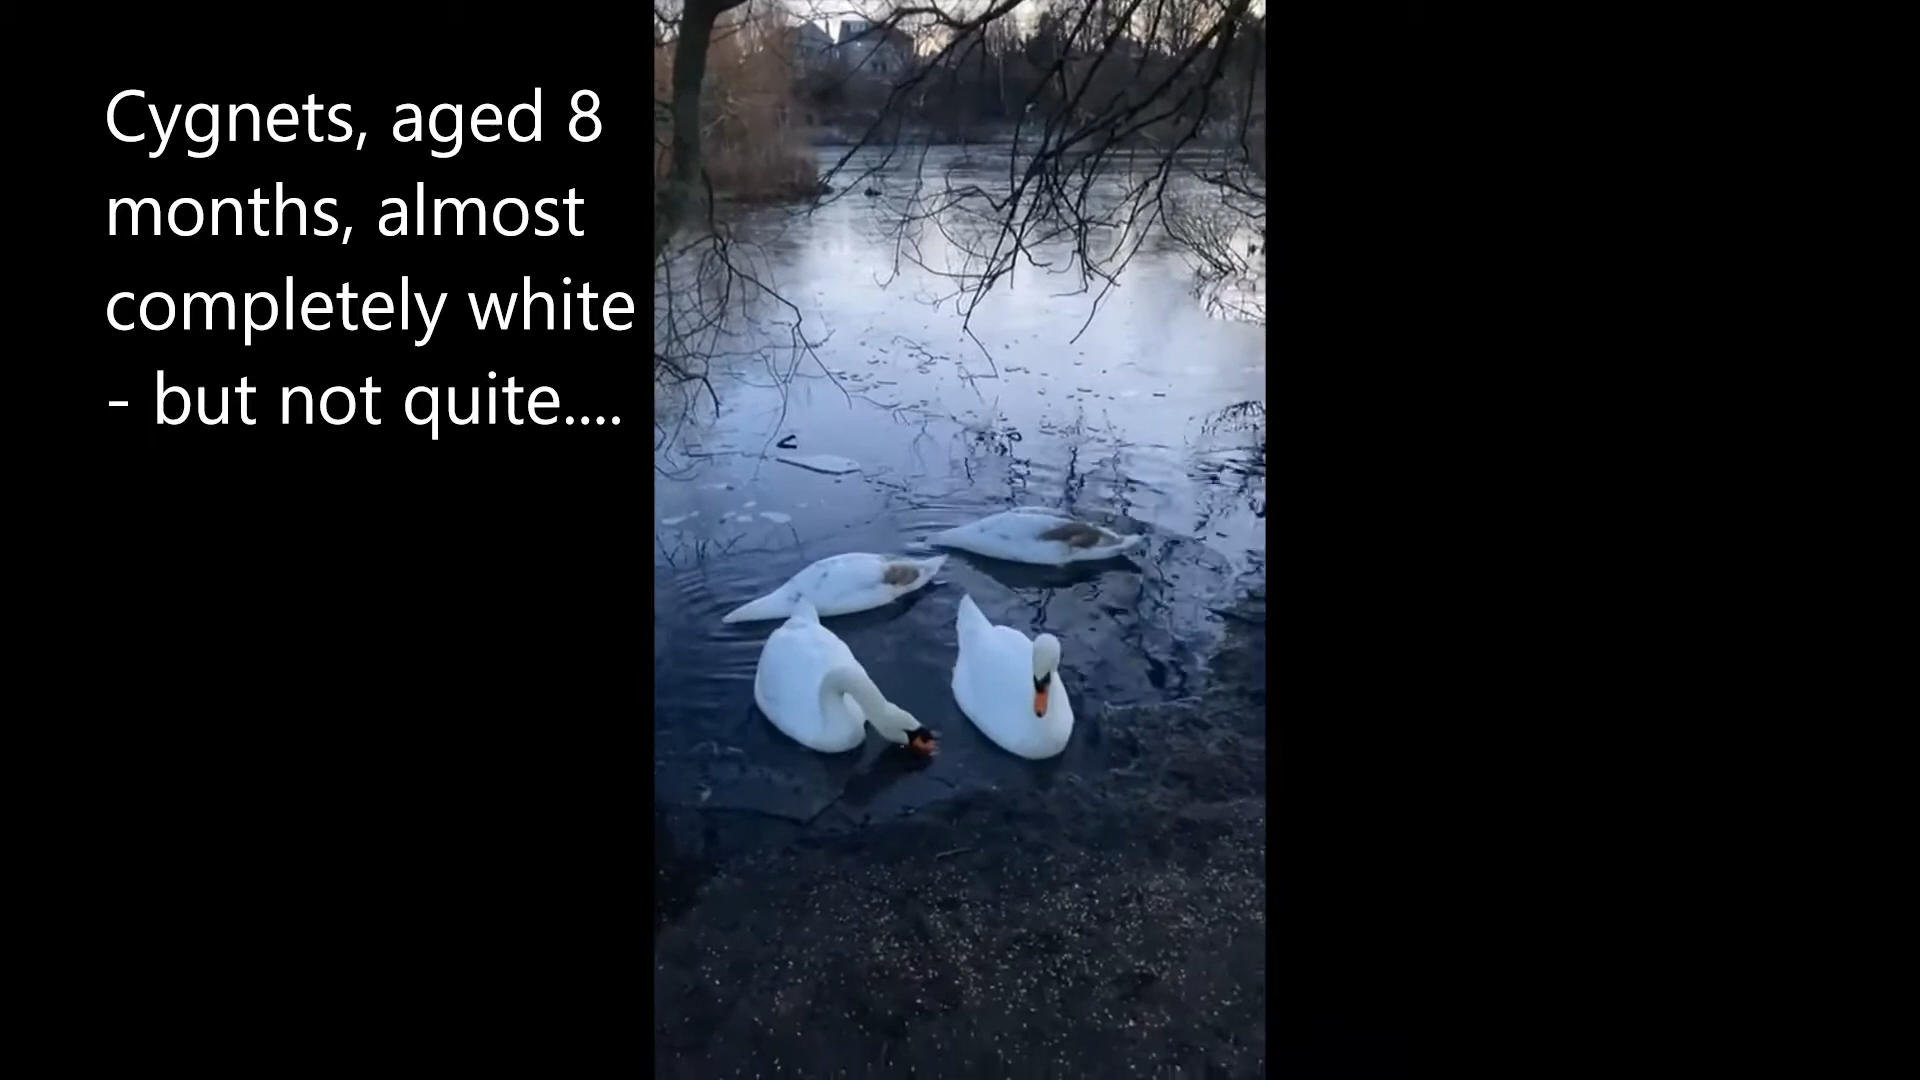 Cygnets, aged 8
months, almost
completely white
- but not quite....